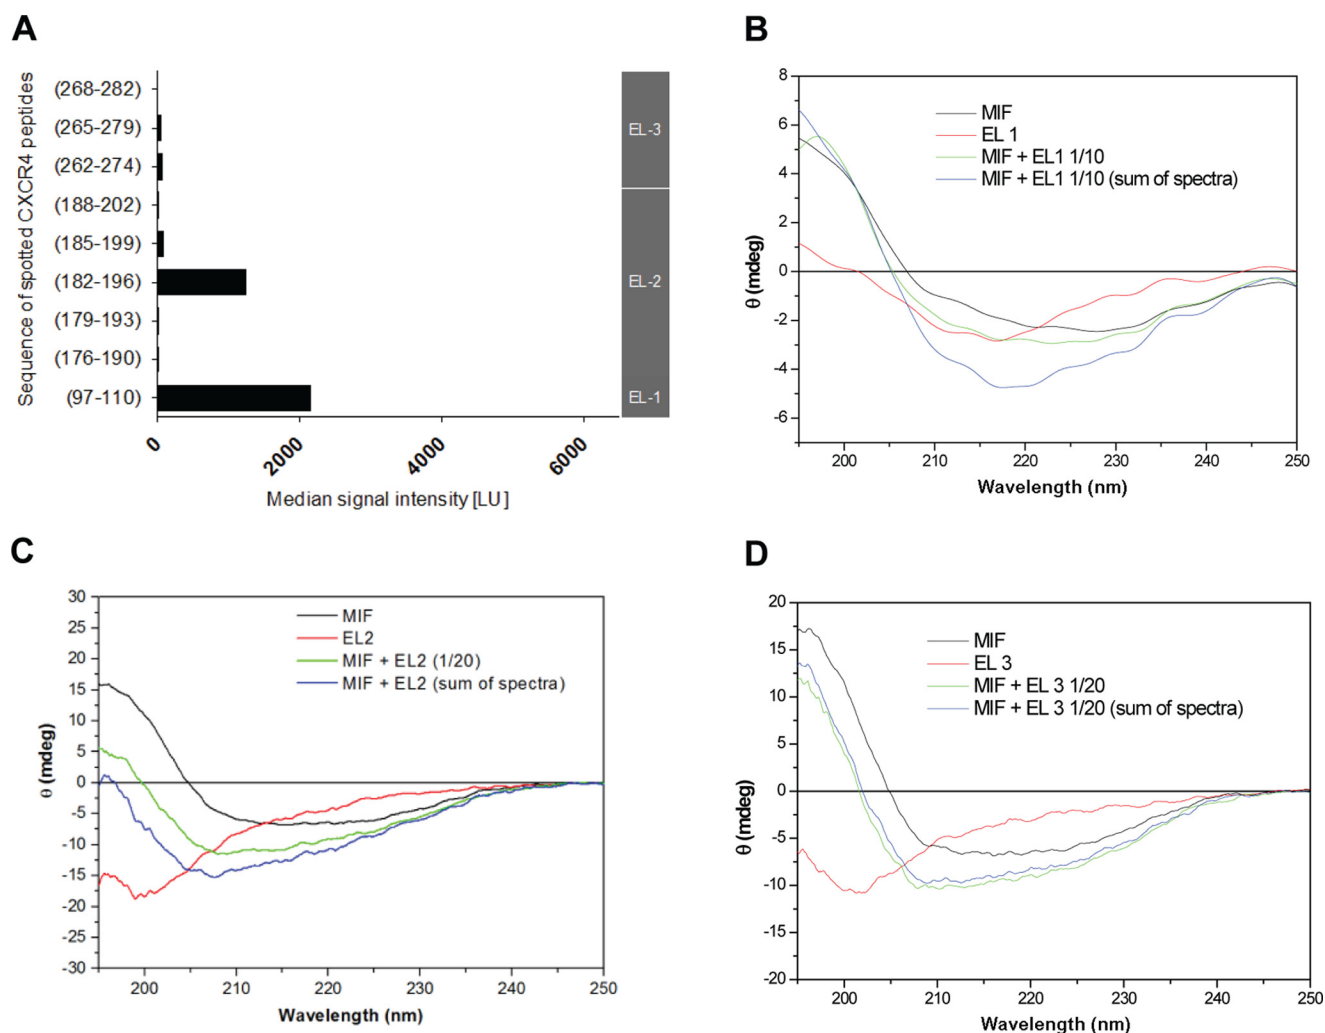 A
Sequence of spotted CXCR4 peptides
(268-282)
(265-279)
(262-274)
(188-202)
(185-199)
(182-196)
(179-193)
(176-190)
(97-110)
EL-3
EL-2
EL-1
0
2000
4000
6000
Median signal intensity [LU]
B
θ (mdeg)
8
6
4
2
0
-2
-4
-6
MIF
EL 1
MIF + EL1 1/10
MIF + EL1 1/10 (sum of spectra)
200
210
220
230
240
250
Wavelength (nm)
C
θ (mdeg)
30
25
20
15
10
5
0
-5
-10
-15
-20
-25
-30
MIF
EL2
MIF + EL2 (1/20)
MIF + EL2 (sum of spectra)
200
210
220
230
240
250
Wavelength (nm)
D
θ (mdeg)
20
15
10
5
0
-5
-10
-15
-20
MIF
EL 3
MIF + EL 3 1/20
MIF + EL 3 1/20 (sum of spectra)
200
210
220
230
240
250
Wavelength (nm)